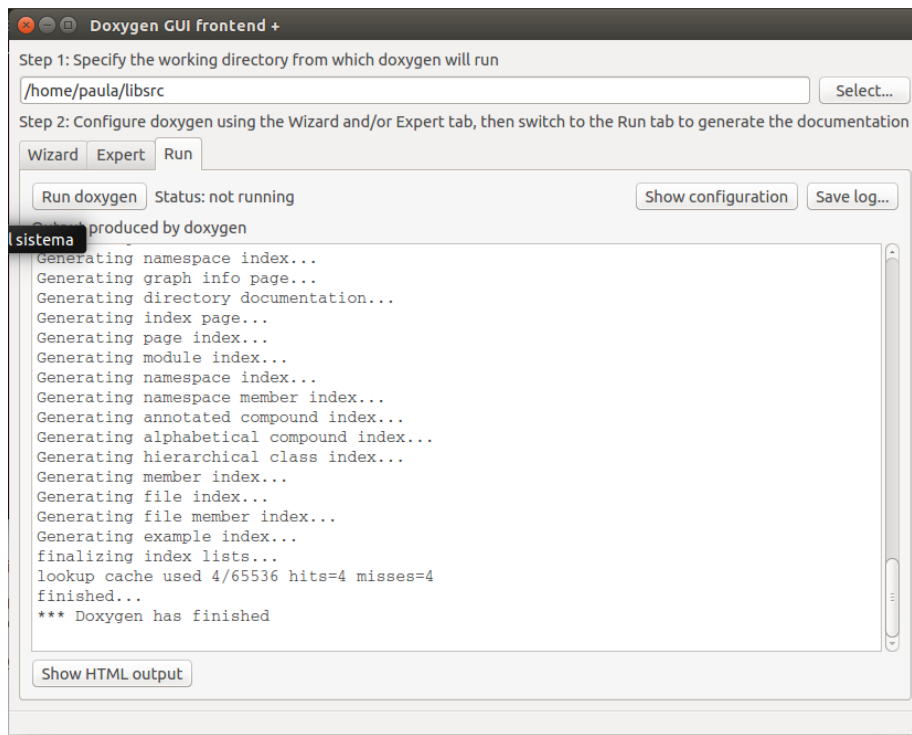 Doxygen GUI frontend +
Step 1: Specify the working directory from which doxygen will run
/home/paula/libsrc
Select...
Step 2: Configure doxygen using the Wizard and/or Expert tab, then switch to the Run tab to generate the documentation
Wizard Expert Run
Run doxygen Status: not running Show configuration Save log...
produced by doxygen
l sistema
Generating namespace index...
Generating graph info page...
Generating directory documentation...
Generating index page...
Generating page index...
Generating module index...
Generating namespace index...
Generating namespace member index...
Generating annotated compound index...
Generating alphabetical compound index...
Generating hierarchical class index...
Generating member index...
Generating file index...
Generating file member index...
Generating example index...
finalizing index lists...
lookup cache used 4/65536 hits=4 misses=4
finished...
*** Doxygen has finished
Show HTML output